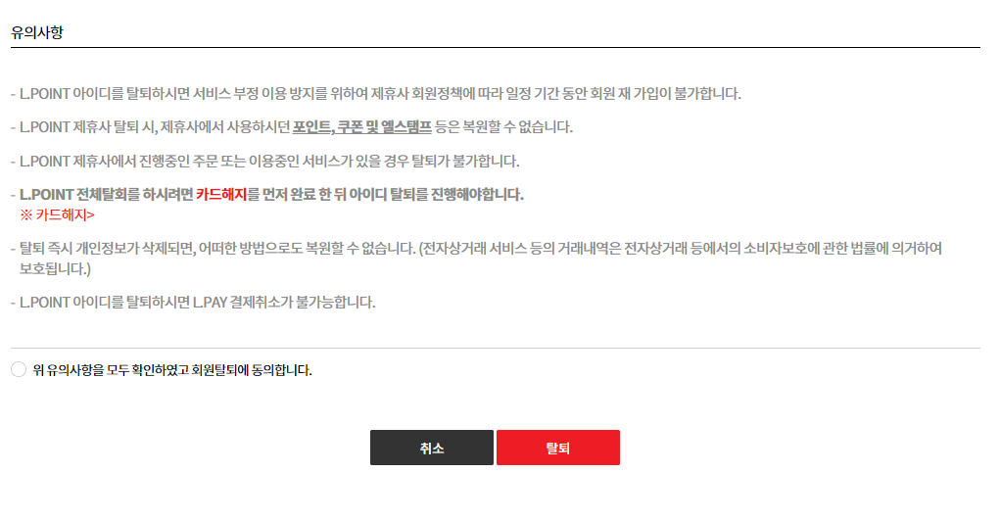 유의사항
- L.POINT 아이디를 탈퇴하시면 서비스 부정 이용 방지를 위하여 제휴사 회원정책에 따라 일정 기간 동안 회원 재 가입이 불가합니다.
- L.POINT 제휴사 탈퇴 시, 제휴사에서 사용하시던 포인트, 쿠폰 및 엘스탬프 등은 복원할 수 없습니다.
- L.POINT 제휴사에서 진행중인 주문 또는 이용중인 서비스가 있을 경우 탈퇴가 불가합니다.
- L.POINT 전체탈회를 하시려면 카드해지를 먼저 완료 한 뒤 아이디 탈퇴를 진행해야합니다.
※ 카드해지>
- 탈퇴 즉시 개인정보가 삭제되면, 어떠한 방법으로도 복원할 수 없습니다. (전자상거래 서비스 등의 거래내역은 전자상거래 등에서의 소비자보호에 관한 법률에 의거하여
보호됩니다.)
- L.POINT 아이디를 탈퇴하시면 L.PAY 결제취소가 불가능합니다.
위 유의사항을 모두 확인하였고 회원탈퇴에 동의합니다.
취소
탈퇴